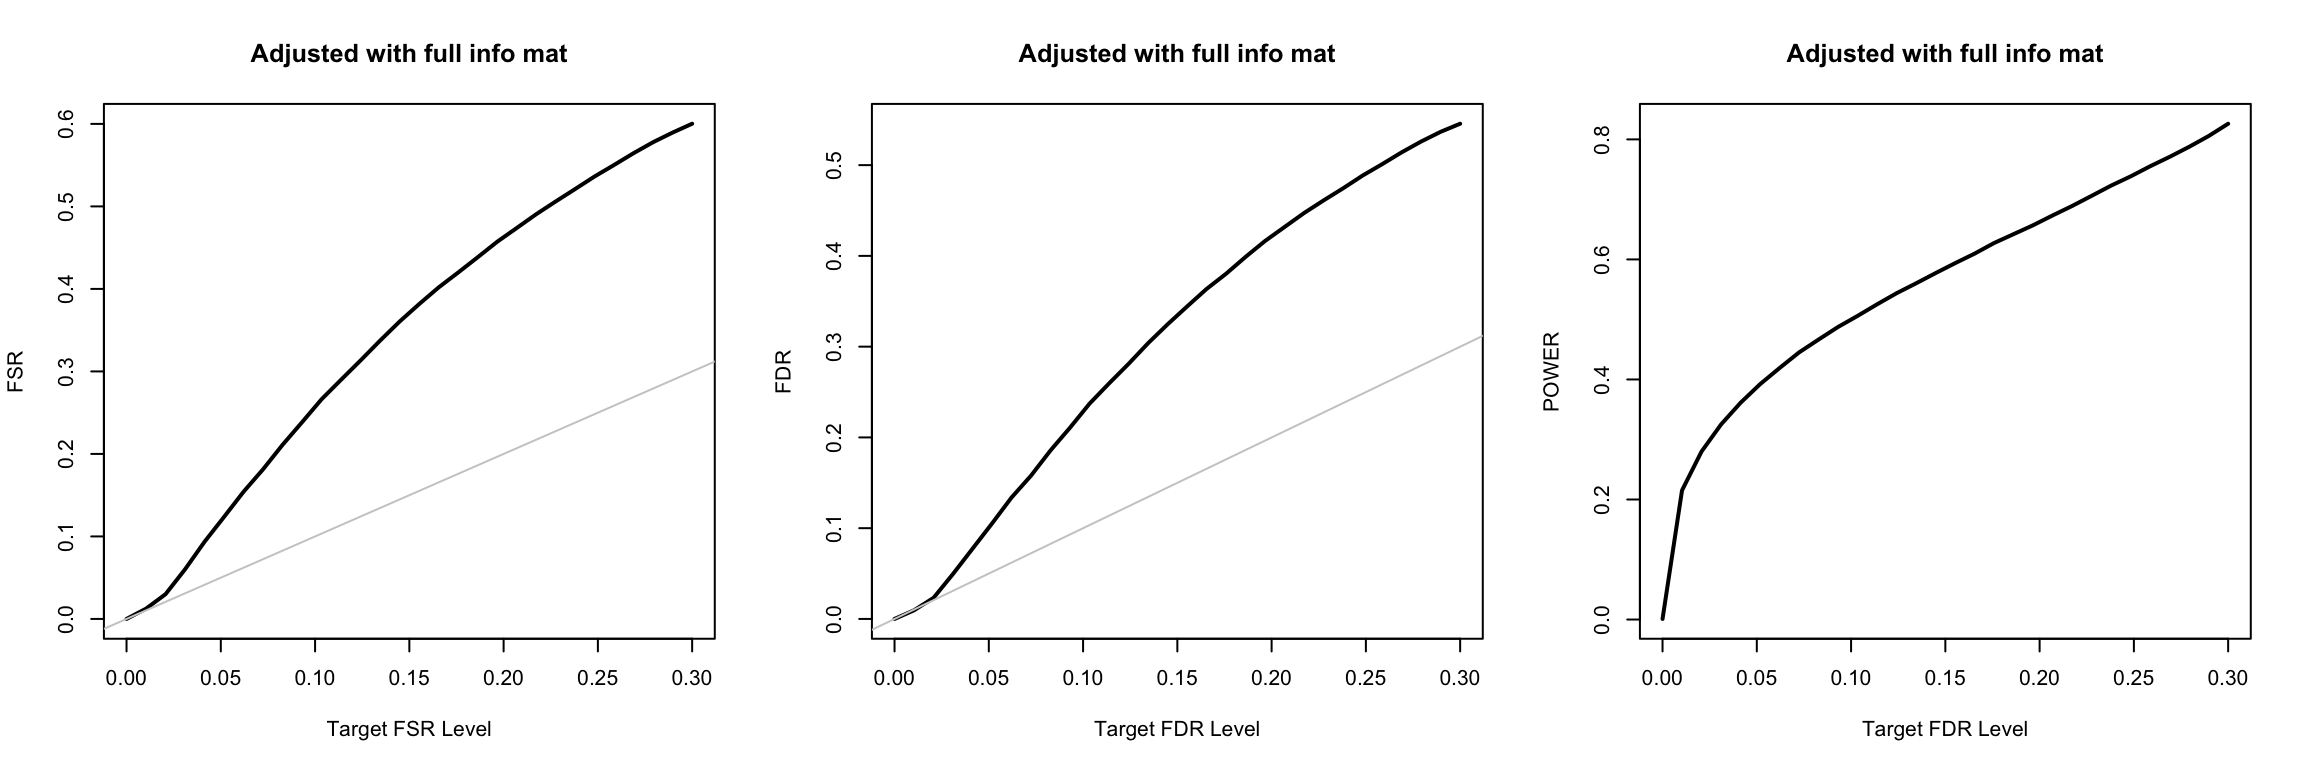 Adjusted with full info mat
FSR
0.0 0.1 0.2 0.3 0.4 0.5 0.6
0.00 0.05 0.10 0.15 0.20 0.25 0.30
Target FSR Level
Adjusted with full info mat
FDR
0.0 0.1 0.2 0.3 0.4 0.5
0.00 0.05 0.10 0.15 0.20 0.25 0.30
Target FDR Level
Adjusted with full info mat
POWER
0.0 0.2 0.4 0.6 0.8
0.00 0.05 0.10 0.15 0.20 0.25 0.30
Target FDR Level